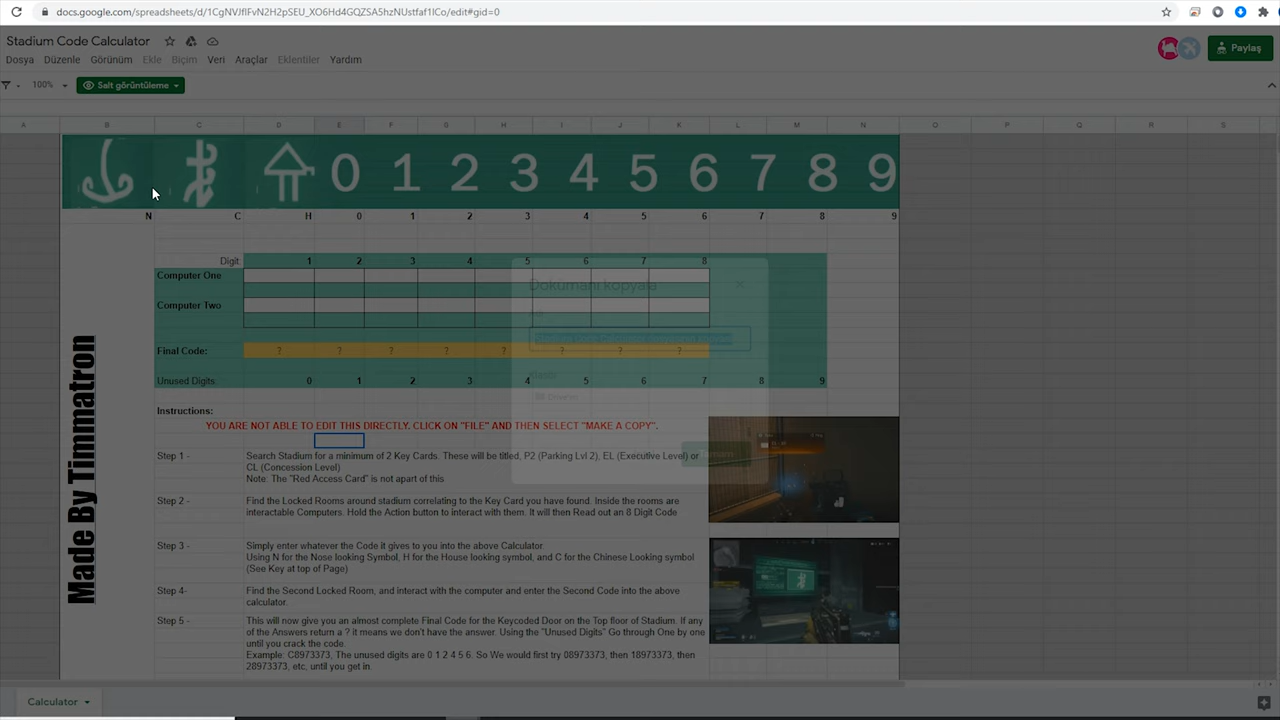 docs.google.com/spreadsheets/d/1CgNVJflFvN2H2pSEU_XO6Hd4GQZSA5hzNUstfaf1ICo/edit#gid=0
Stadium Code Calculator
Dosya Düzenle Görünüm Ekle Biçim Veri Araçlar Eklentiler Yardım
Paylaş
100% Salt görüntüleme
A B C D E F G H I J K L M N O P Q R S
0 1 2 3 4 5 6 7 8 9
N C H 0 1 2 3 4 5 6 7 8 9
Digit: 1 2 3 4 5 6 7 8
Computer One
Dokümanı kopyala
Computer Two
Final Code: ? ? ? ? ? ? ? ?
Unused Digits: 0 1 2 3 4 5 6 7 8 9
Made By Timmatron
Instructions:
YOU ARE NOT ABLE TO EDIT THIS DIRECTLY. CLICK ON "FILE" AND THEN SELECT "MAKE A COPY".
Step 1 - Search Stadium for a minimum of 2 Key Cards. These will be titled, P2 (Parking Lvl 2), EL (Executive Level) or
CL (Concession Level)
Note: The "Red Access Card" is not apart of this
Step 2 - Find the Locked Rooms around stadium correlating to the Key Card you have found. Inside the rooms are
interactable Computers. Hold the Action button to interact with them. It will then Read out an 8 Digit Code
Step 3 - Simply enter whatever the Code it gives to you into the above Calculator.
Using N for the Nose looking Symbol, H for the House looking symbol, and C for the Chinese Looking symbol
(See Key at top of Page)
Step 4- Find the Second Locked Room, and interact with the computer and enter the Second Code into the above
calculator.
Step 5 - This will now give you an almost complete Final Code for the Keycoded Door on the Top floor of Stadium. If any
of the Answers return a ? it means we don't have the answer. Using the "Unused Digits" Go through One by one
until you crack the code.
Example: C8973373, The unused digits are 0 1 2 4 5 6. So We would first try 08973373, then 18973373, then
28973373, etc, until you get in.
Calculator